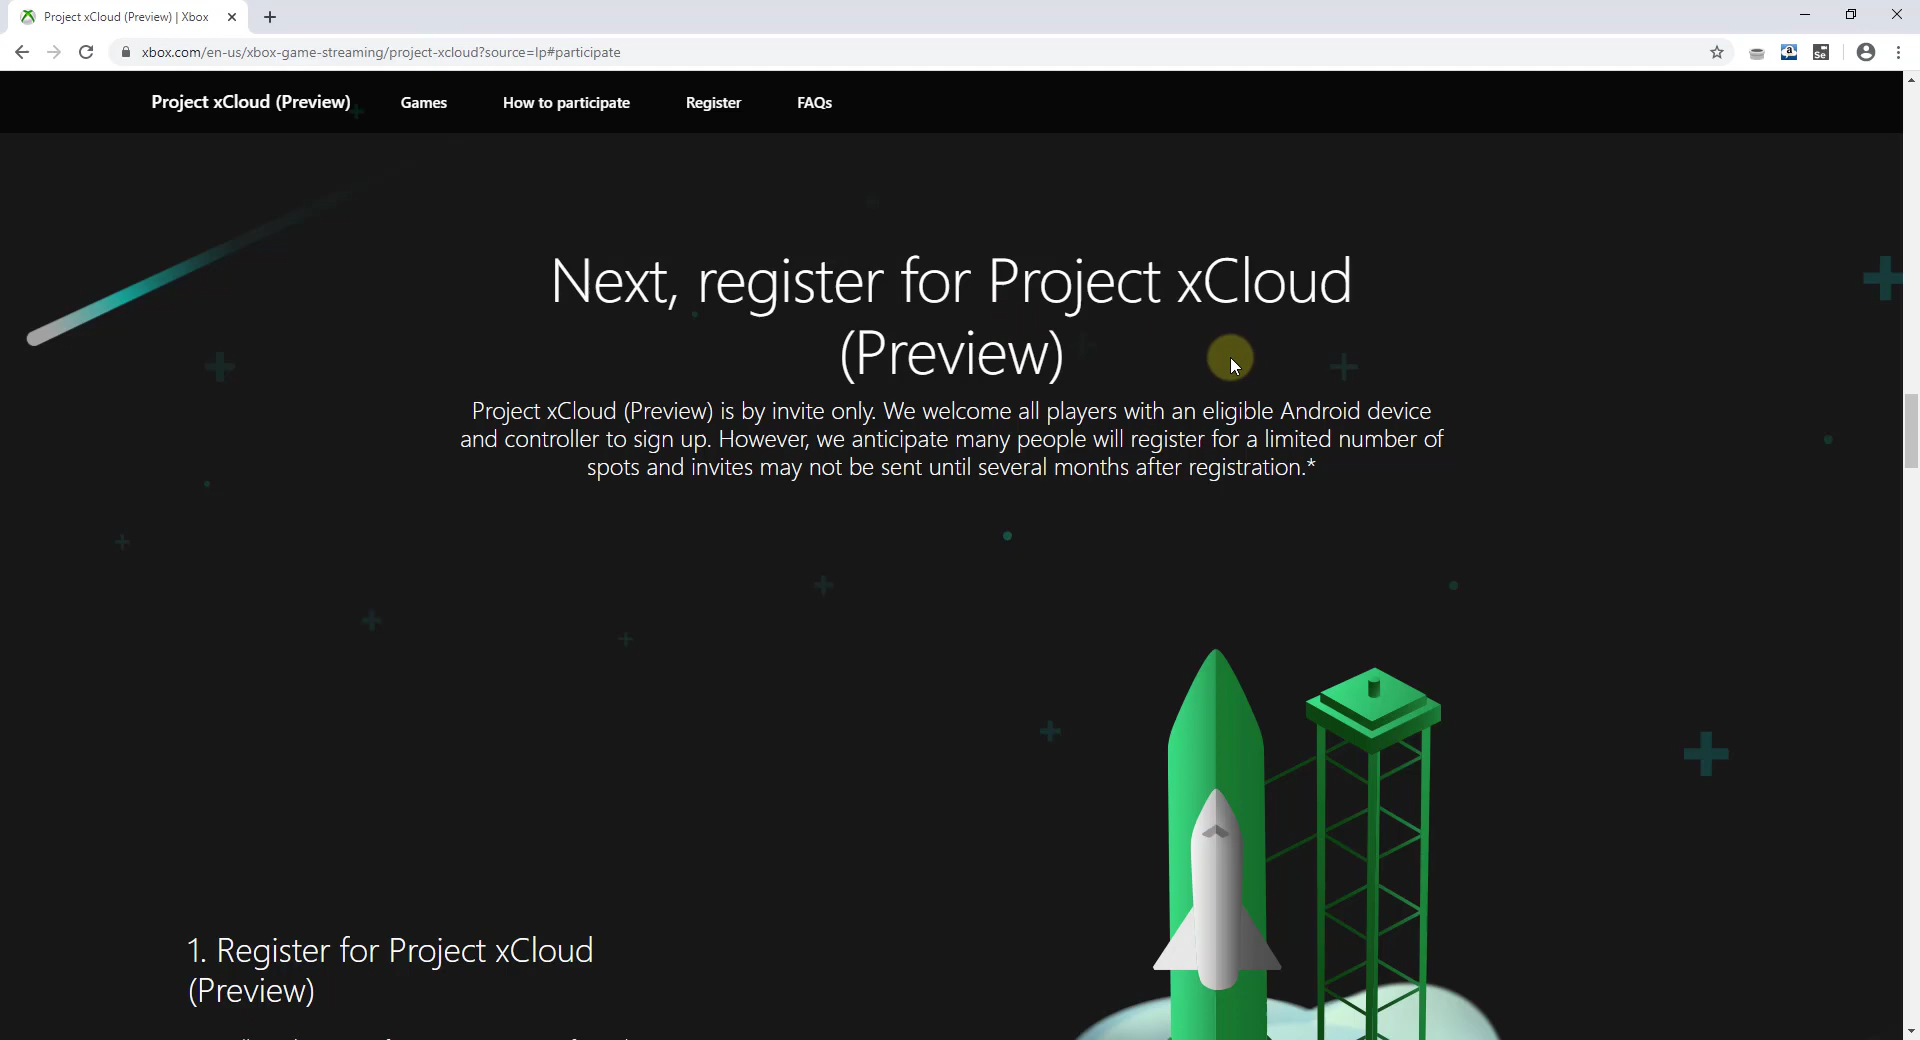 Project xCloud (Preview) | Xbox
xbox.com/en-us/xbox-game-streaming/project-xcloud?source=lp#participate
Project xCloud (Preview) Games How to participate Register FAQs
Next, register for Project xCloud
(Preview)
Project xCloud (Preview) is by invite only. We welcome all players with an eligible Android device
and controller to sign up. However, we anticipate many people will register for a limited number of
spots and invites may not be sent until several months after registration.*
1. Register for Project xCloud
(Preview)